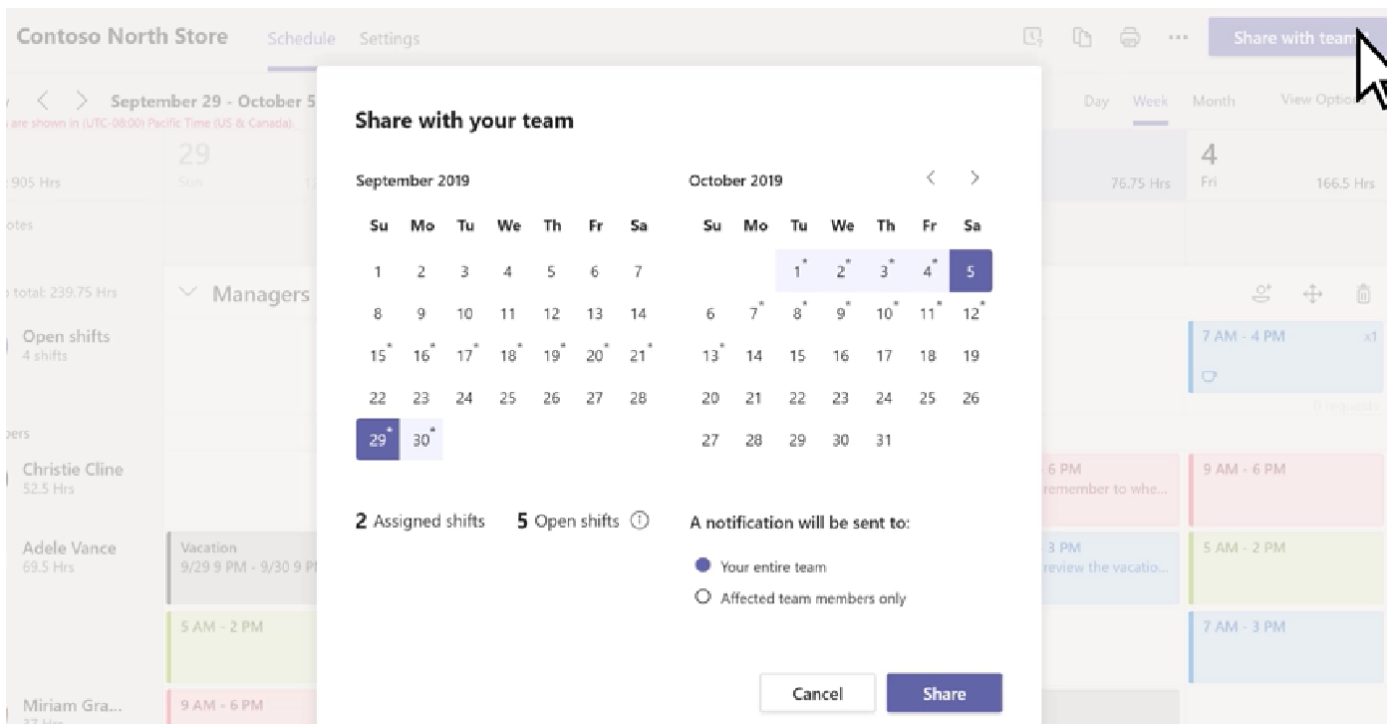 Contoso North Store Schedule Settings Share with team
September 29 - October 5 Day Week Month View Options
are shown in (UTC-08:00) Pacific Time (US & Canada).
29 4
905 Hrs Sun 76.75 Hrs Fri 166.5 Hrs
total: 239.75 Hrs Managers
Open shifts 7 AM - 4 PM x1
4 shifts
0 requests
Christie Cline 6 PM 9 AM - 6 PM
52.5 Hrs remember to whe...
Adele Vance Vacation 3 PM 5 AM - 2 PM
69.5 Hrs 9/29 9 PM - 9/30 9 review the vacatio...
5 AM - 2 PM 7 AM - 3 PM
Miriam Gra... 9 AM - 6 PM
37 Hrs
Share with your team
September 2019 October 2019
Su Mo Tu We Th Fr Sa Su Mo Tu We Th Fr Sa
1 2 3 4 5 6 7 1* 2* 3* 4* 5
8 9 10 11 12 13 14 6 7* 8* 9* 10* 11* 12*
15* 16* 17* 18* 19* 20* 21* 13* 14 15 16 17 18 19
22 23 24 25 26 27 28 20 21 22 23 24 25 26
29* 30* 27 28 29 30 31
2 Assigned shifts 5 Open shifts A notification will be sent to:
Your entire team
Affected team members only
Cancel Share